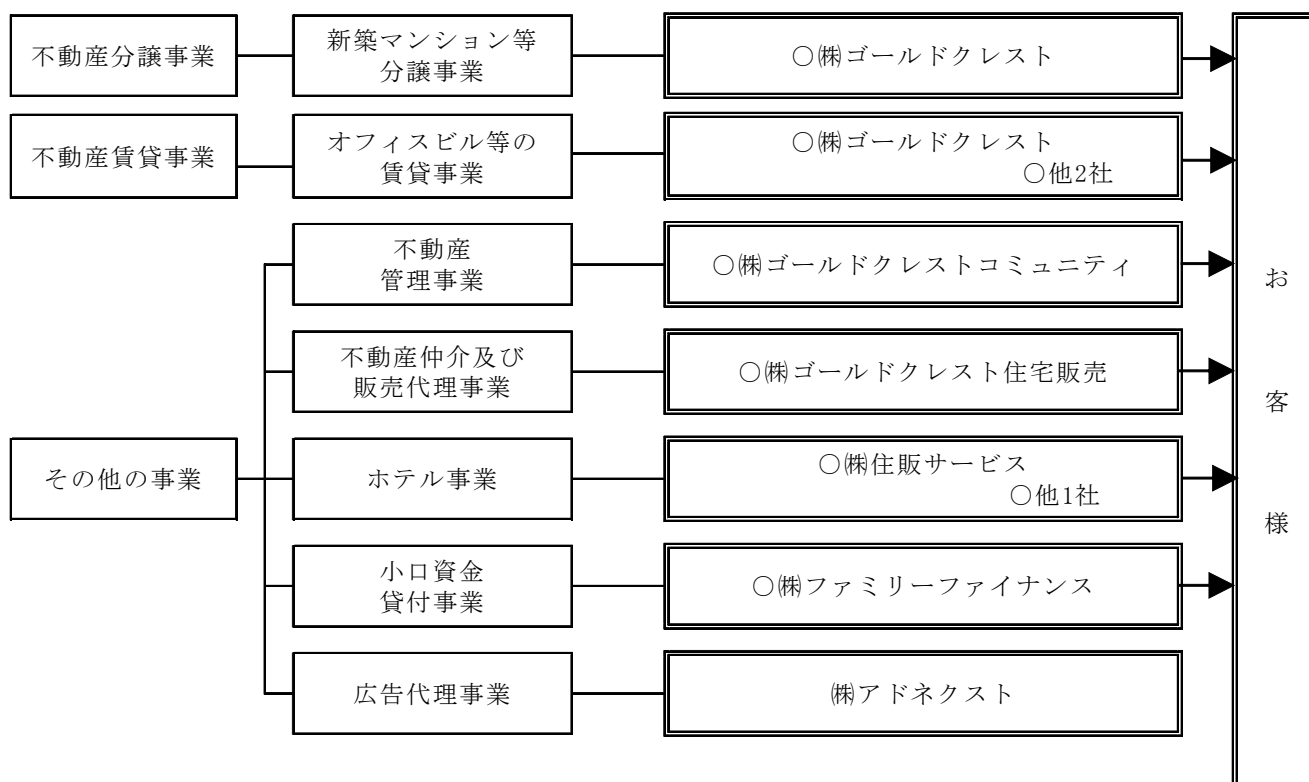 不動産分譲事業
新築マンション等
分譲事業
○㈱ゴールドクレスト
不動産賃貸事業
オフィスビル等の
賃貸事業
○㈱ゴールドクレスト
○他2社
不動産
管理事業
○㈱ゴールドクレストコミュニティ
不動産仲介及び
販売代理事業
○㈱ゴールドクレスト住宅販売
その他の事業
ホテル事業
○㈱住販サービス
○他1社
小口資金
貸付事業
○㈱ファミリーファイナンス
広告代理事業
㈱アドネクスト
お
客
様